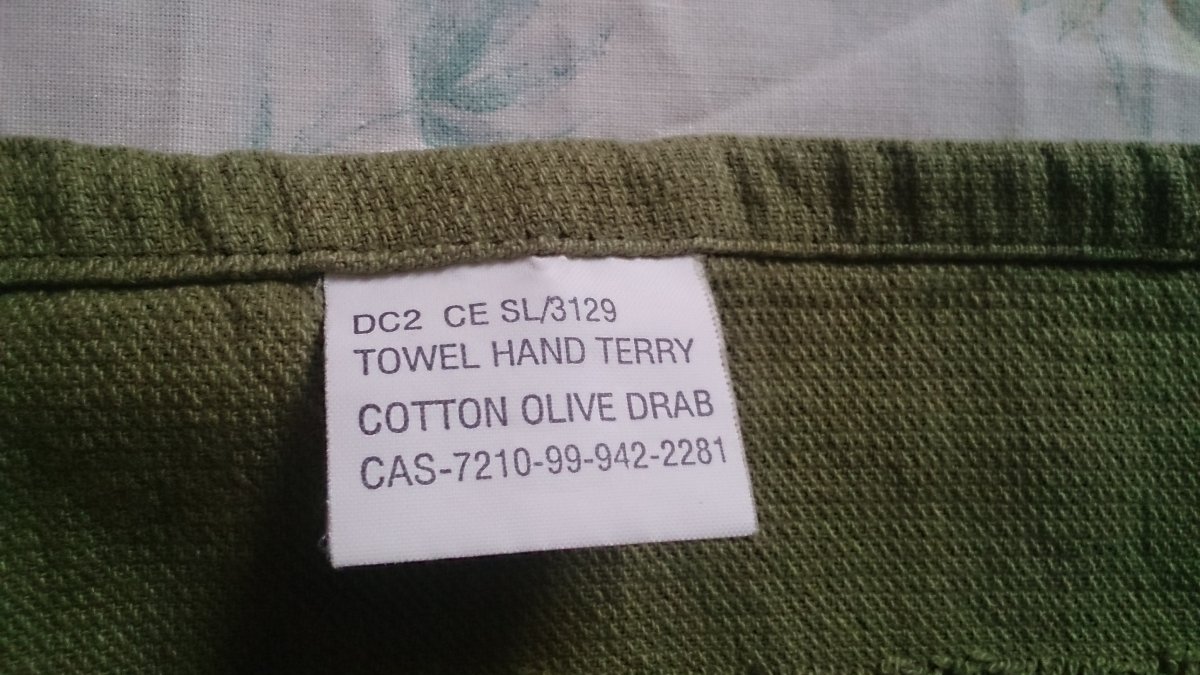 DC2 CE SL/3129
TOWEL HAND TERRY
COTTON OLIVE DRAB
CAS-7210-99-942-2281